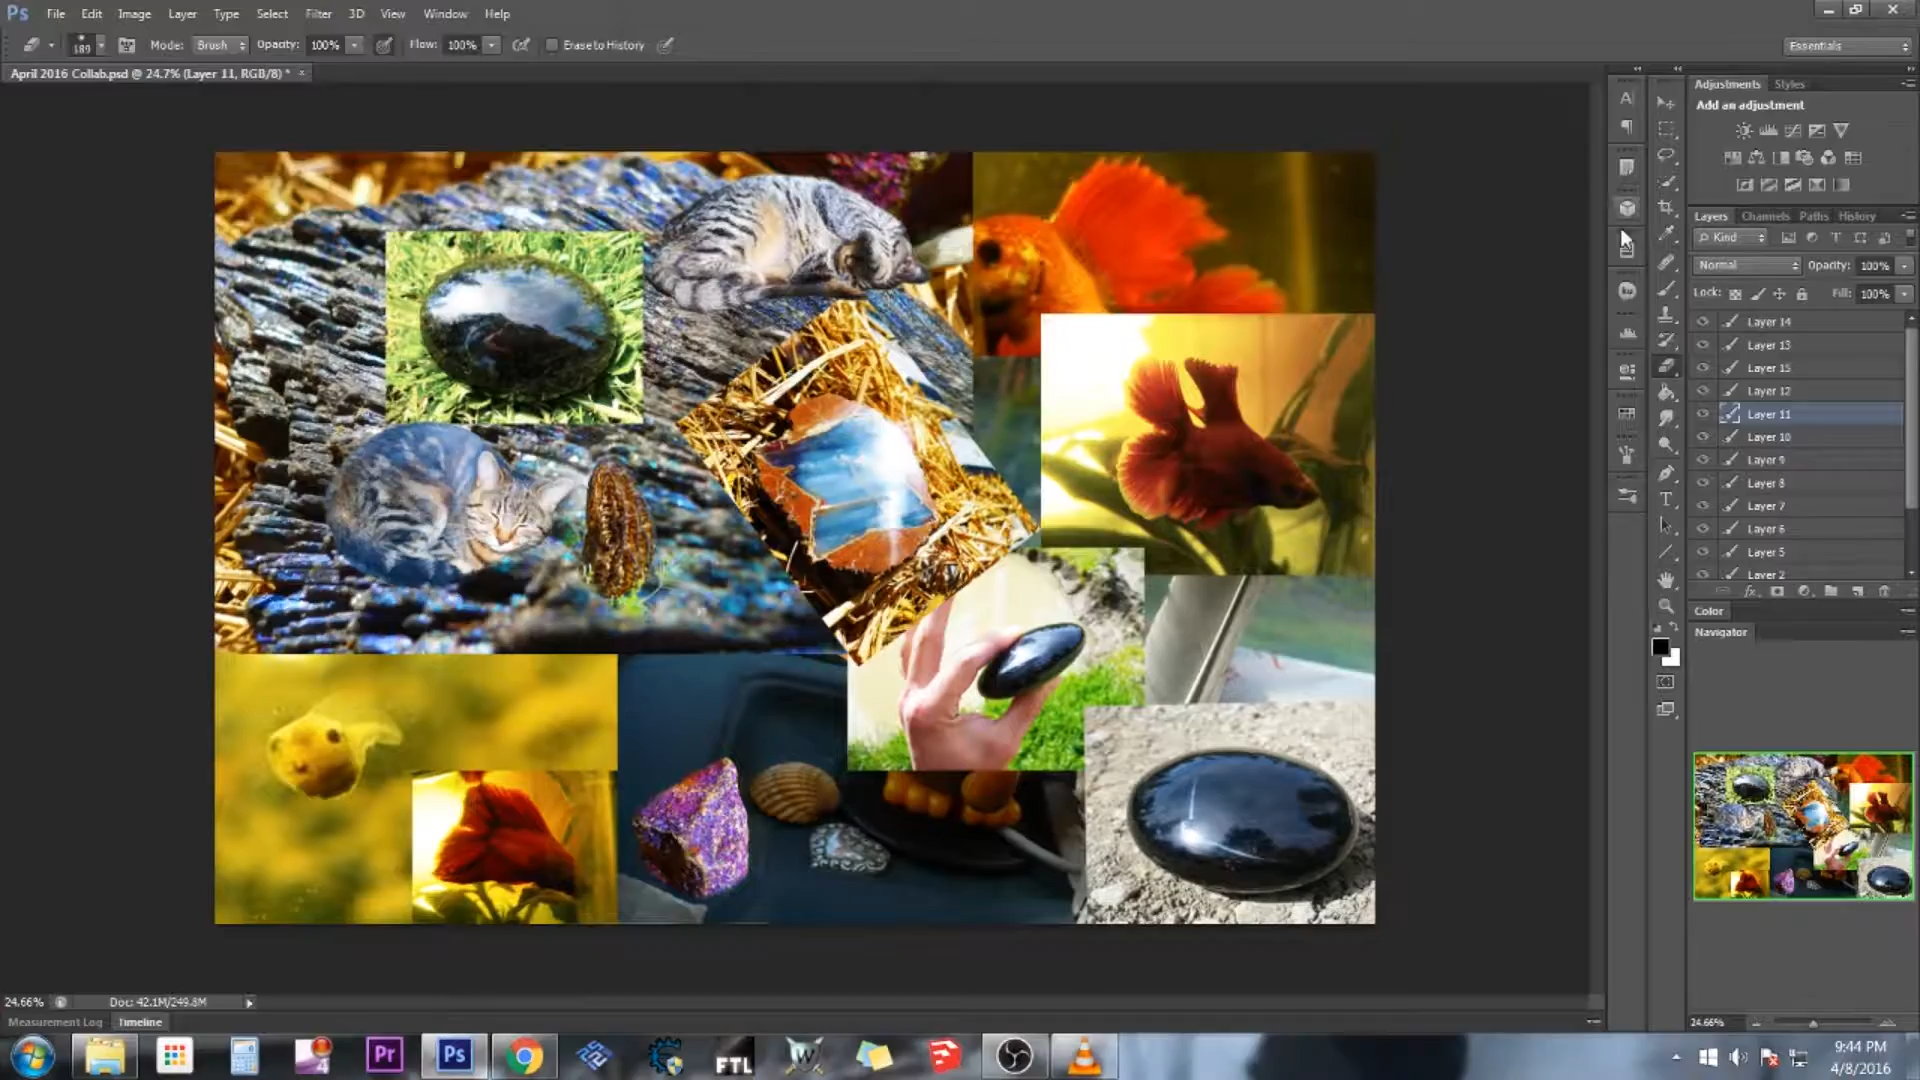 Ps File Edit Image Layer Type Select Filter 3D View Window Help
189 Mode: Brush Opacity: 100% Flow: 100% Erase to History Essentials
April 2016 Collab.psd @ 24.7% (Layer 11, RGB/8) * ×
Adjustments Styles
Add an adjustment
Layers Channels Paths History
Kind
Normal Opacity: 100%
Lock: Fill: 100%
Layer 14
Layer 13
Layer 15
Layer 12
Layer 11
Layer 10
Layer 9
Layer 8
Layer 7
Layer 6
Layer 5
Layer 2
Color
Navigator
24.66% Doc: 42.1M/249.8M
24.66%
Measurement Log Timeline
4 Pr Ps FTL W
9:44 PM
4/8/2016